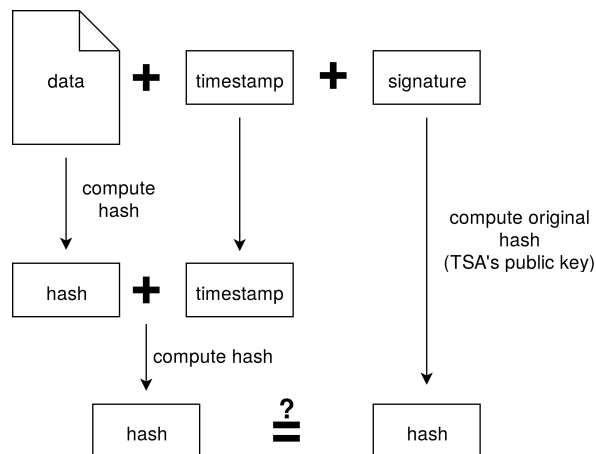 data + timestamp + signature
compute
hash
compute original
hash
(TSA's public key)
hash + timestamp
compute hash
?
hash = hash